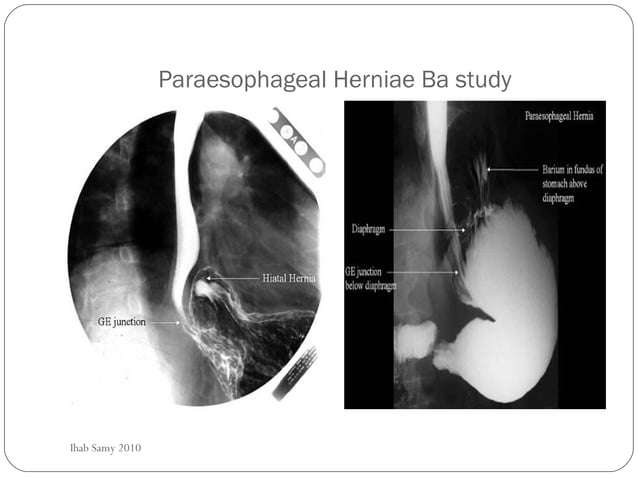 Paraesophageal Herniae Ba study
A
Hiatal Hernia
GE junction
Paraesophageal Hernia
Barium in fundus of
stomach above
diaphragm
Diaphragm
GE junction
below diaphragm
Ihab Samy 2010